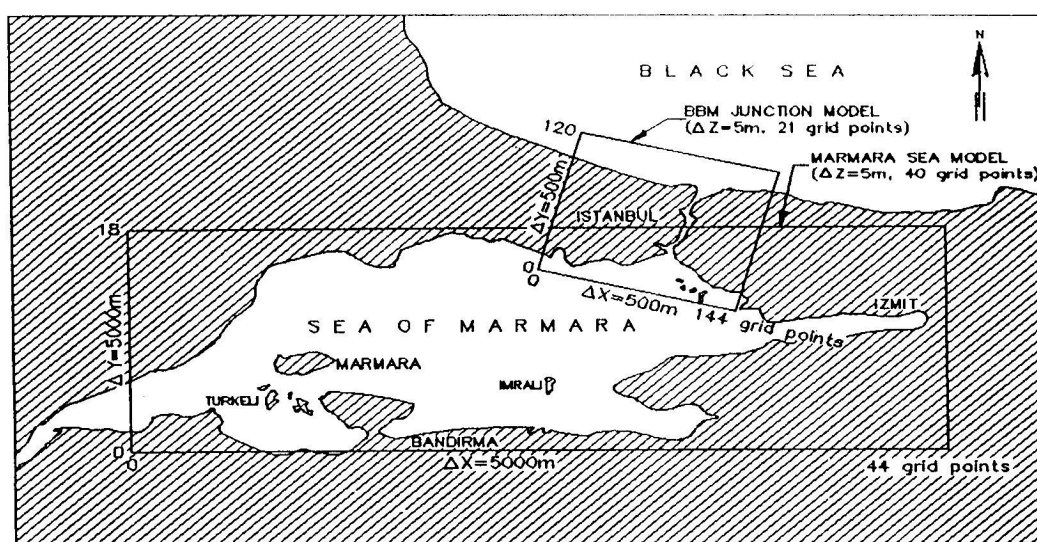 N
BLACK SEA
BBM JUNCTION MODEL
(ΔZ=5m, 21 grid points)
120
MARMARA SEA MODEL
(ΔZ=5m, 40 grid points)
ISTANBUL
ΔY=500m
18
0
0
ΔX=500m
144 grid points
IZMIT
SEA OF MARMARA
ΔY=5000m
MARMARA
IMRALI
TURKELI
BANDIRMA
0
0
ΔX=5000m
44 grid points